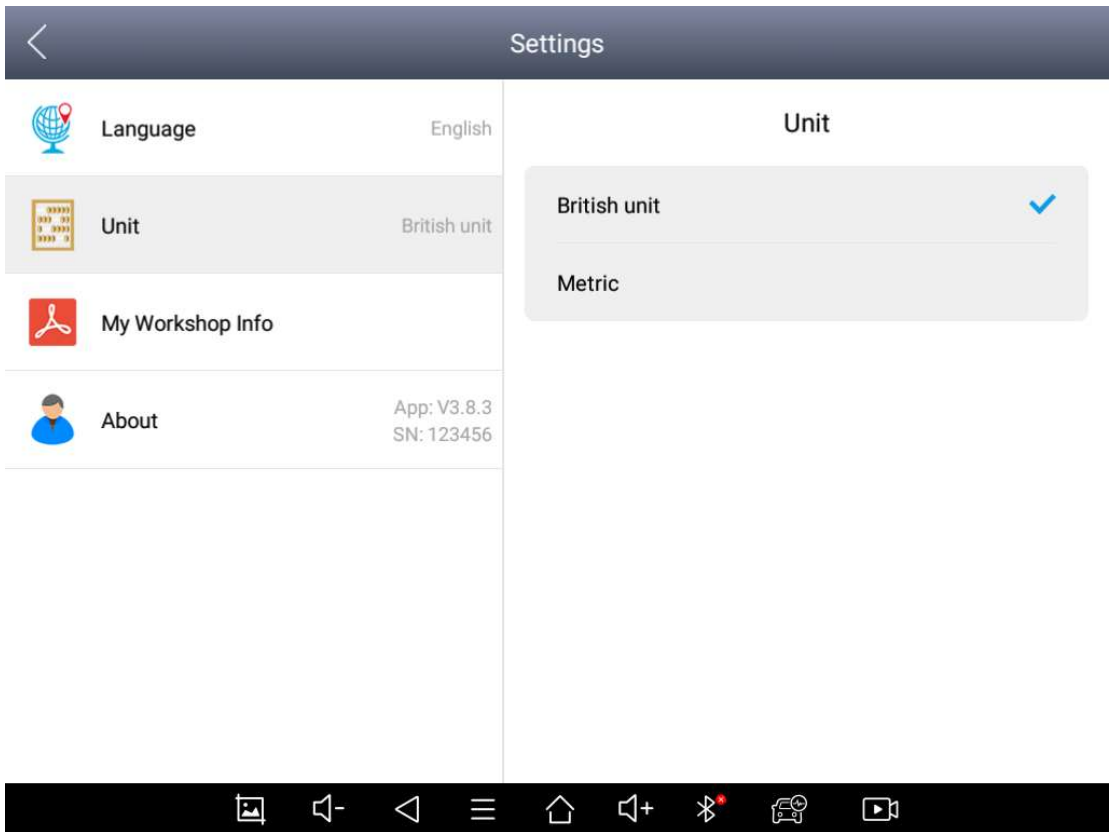 Settings
Language
English
Unit
British unit
My Workshop Info
About
App: V3.8.3
SN: 123456
Unit
British unit
Metric